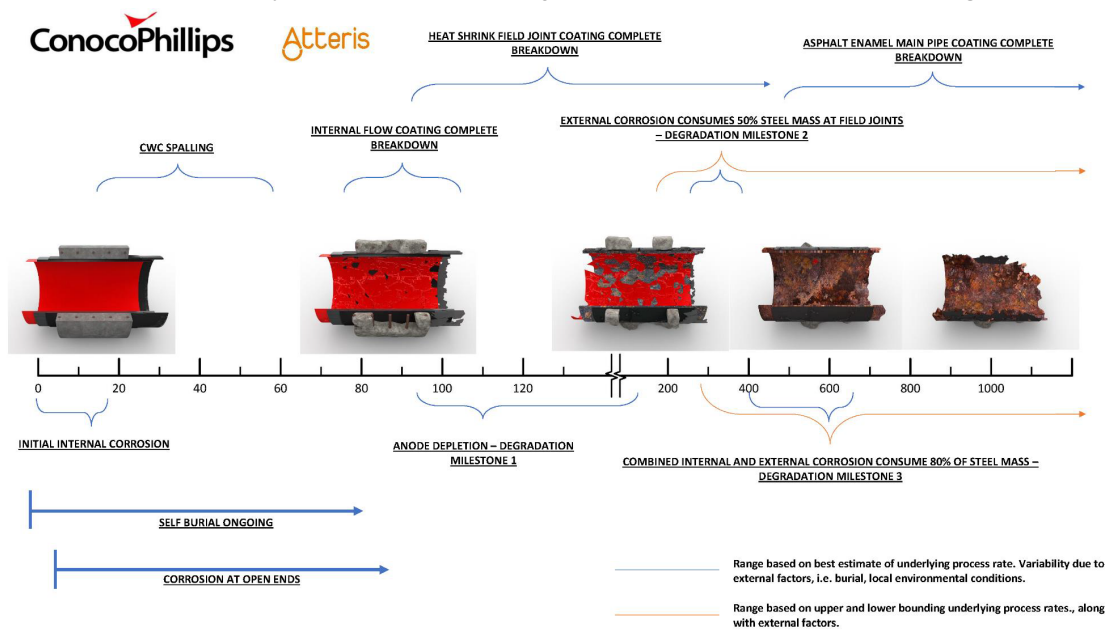 ConocoPhillips
Atteris
HEAT SHRINK FIELD JOINT COATING COMPLETE
BREAKDOWN
ASPHALT ENAMEL MAIN PIPE COATING COMPLETE
BREAKDOWN
INTERNAL FLOW COATING COMPLETE
BREAKDOWN
EXTERNAL CORROSION CONSUMES 50% STEEL MASS AT FIELD JOINTS
– DEGRADATION MILESTONE 2
CWC SPALLING
0 20 40 60 80 100 120 200 400 600 800 1000
INITIAL INTERNAL CORROSION
ANODE DEPLETION – DEGRADATION
MILESTONE 1
COMBINED INTERNAL AND EXTERNAL CORROSION CONSUME 80% OF STEEL MASS –
DEGRADATION MILESTONE 3
SELF BURIAL ONGOING
CORROSION AT OPEN ENDS
Range based on best estimate of underlying process rate. Variability due to
external factors, i.e. burial, local environmental conditions.
Range based on upper and lower bounding underlying process rates., along
with external factors.